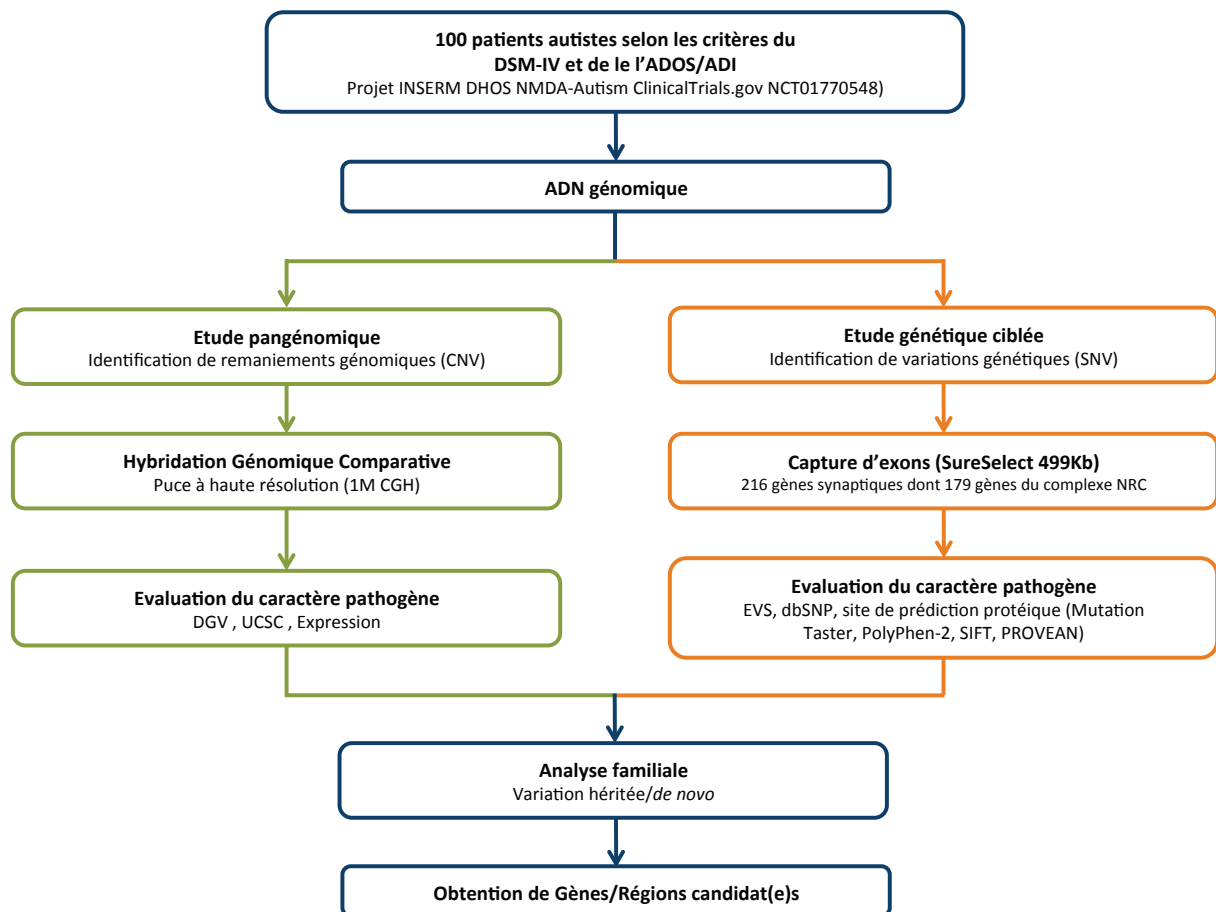 100 patients autistes selon les critères du
DSM-IV et de le l'ADOS/ADI
Projet INSERM DHOS NMDA-Autism ClinicalTrials.gov NCT01770548)
ADN génomique
Etude pangénomique
Identification de remaniements génomiques (CNV)
Etude génétique ciblée
Identification de variations génétiques (SNV)
Hybridation Génomique Comparative
Puce à haute résolution (1M CGH)
Capture d'exons (SureSelect 499Kb)
216 gènes synaptiques dont 179 gènes du complexe NRC
Evaluation du caractère pathogène
DGV , UCSC , Expression
Evaluation du caractère pathogène
EVS, dbSNP, site de prédiction protéique (Mutation
Taster, PolyPhen-2, SIFT, PROVEAN)
Analyse familiale
Variation héritée/de novo
Obtention de Gènes/Régions candidat(e)s